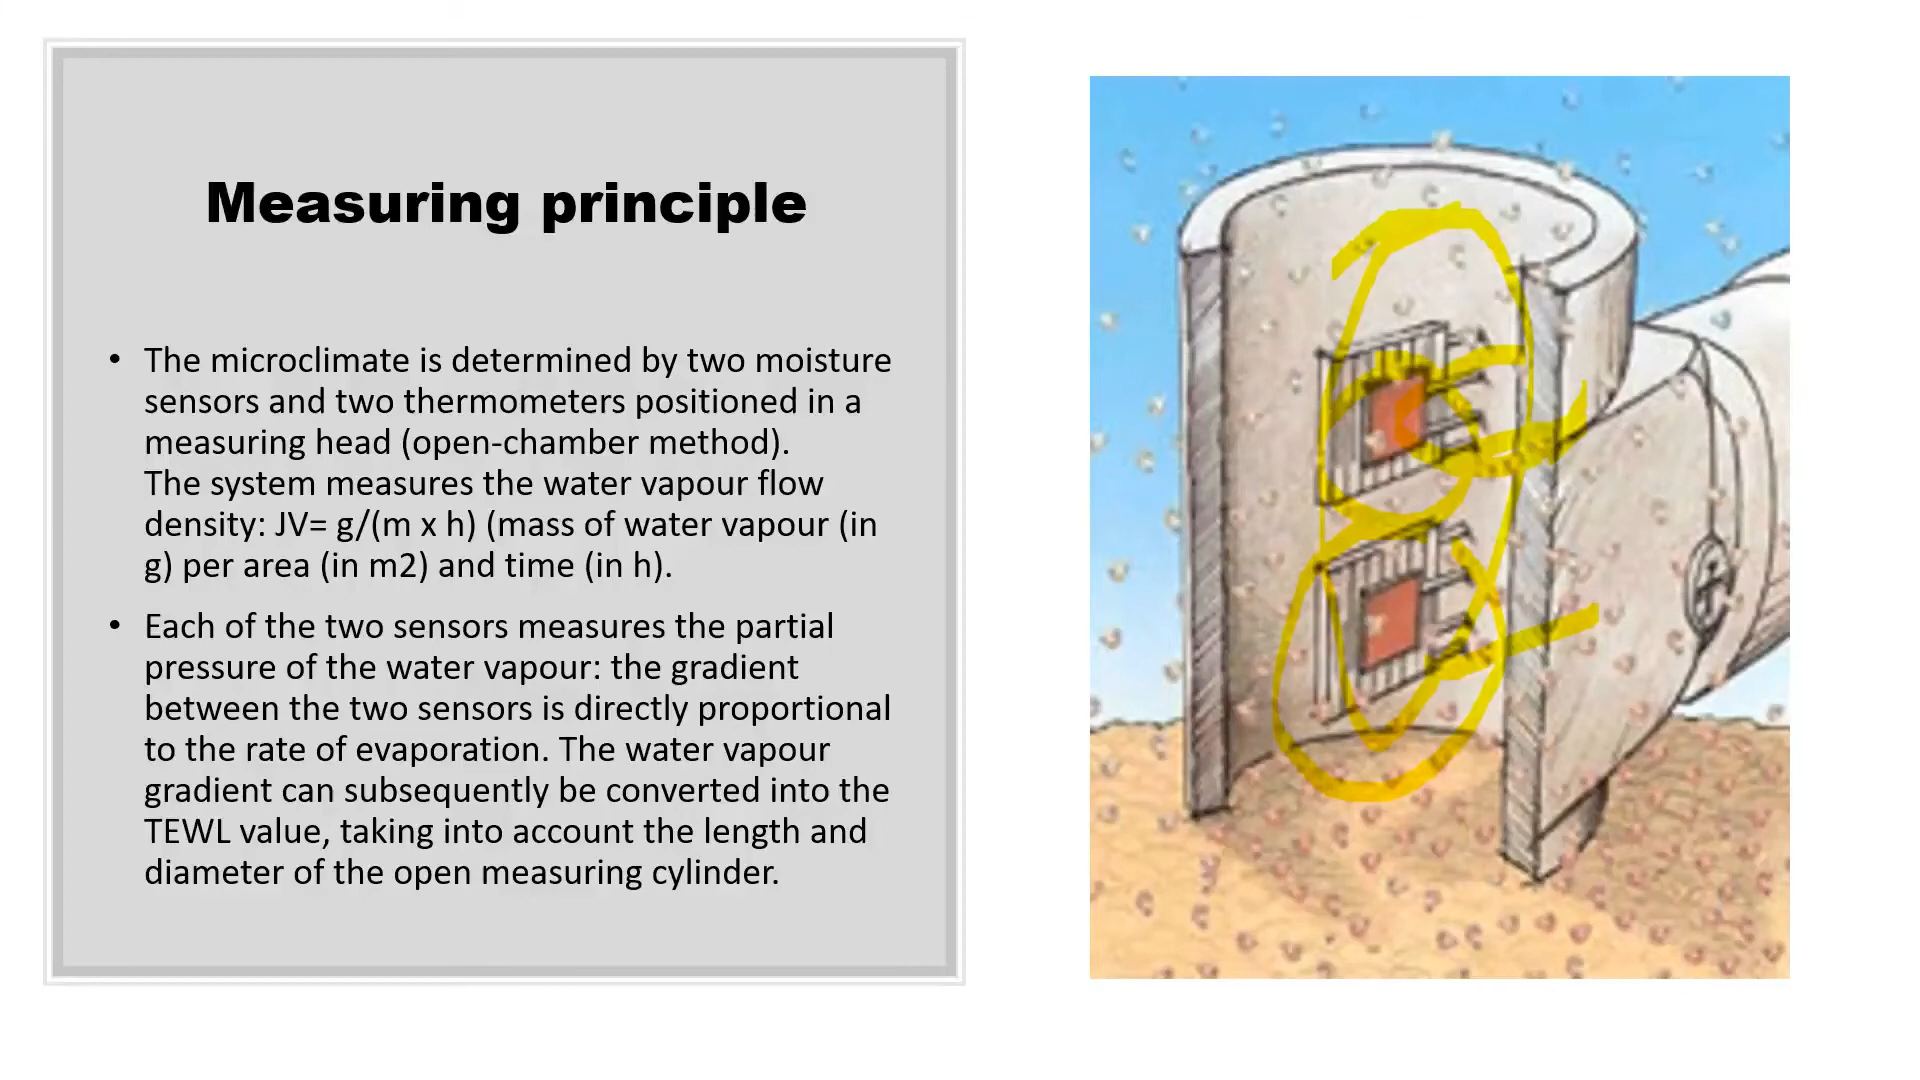 Measuring principle
• The microclimate is determined by two moisture
sensors and two thermometers positioned in a
measuring head (open-chamber method).
The system measures the water vapour flow
density: JV= g/(m x h) (mass of water vapour (in
g) per area (in m2) and time (in h).
• Each of the two sensors measures the partial
pressure of the water vapour: the gradient
between the two sensors is directly proportional
to the rate of evaporation. The water vapour
gradient can subsequently be converted into the
TEWL value, taking into account the length and
diameter of the open measuring cylinder.